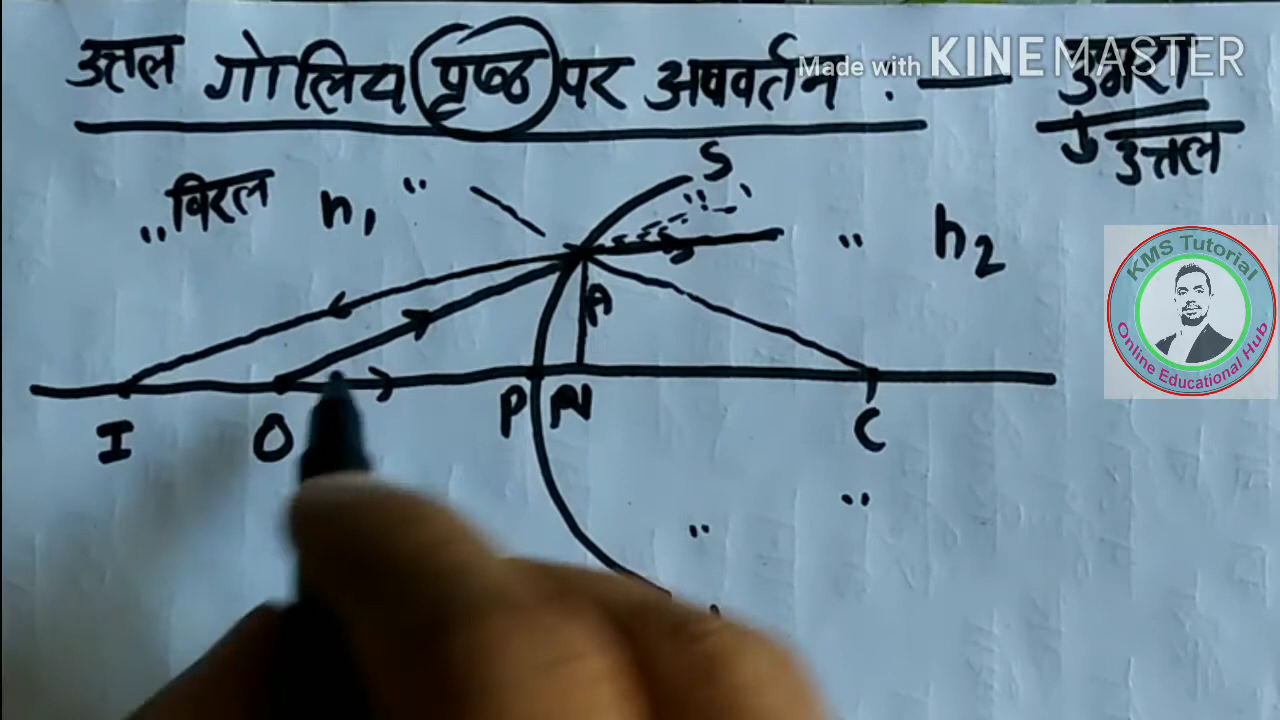 उत्तल गोलिय पृष्ठ पर अपवर्तन :— उभरा
उत्तल
Made with KINEMASTER
,, विरल n₁ "
S
" n₂
A
I O P N C
"
"
KMS Tutorial
Online Educational Hub